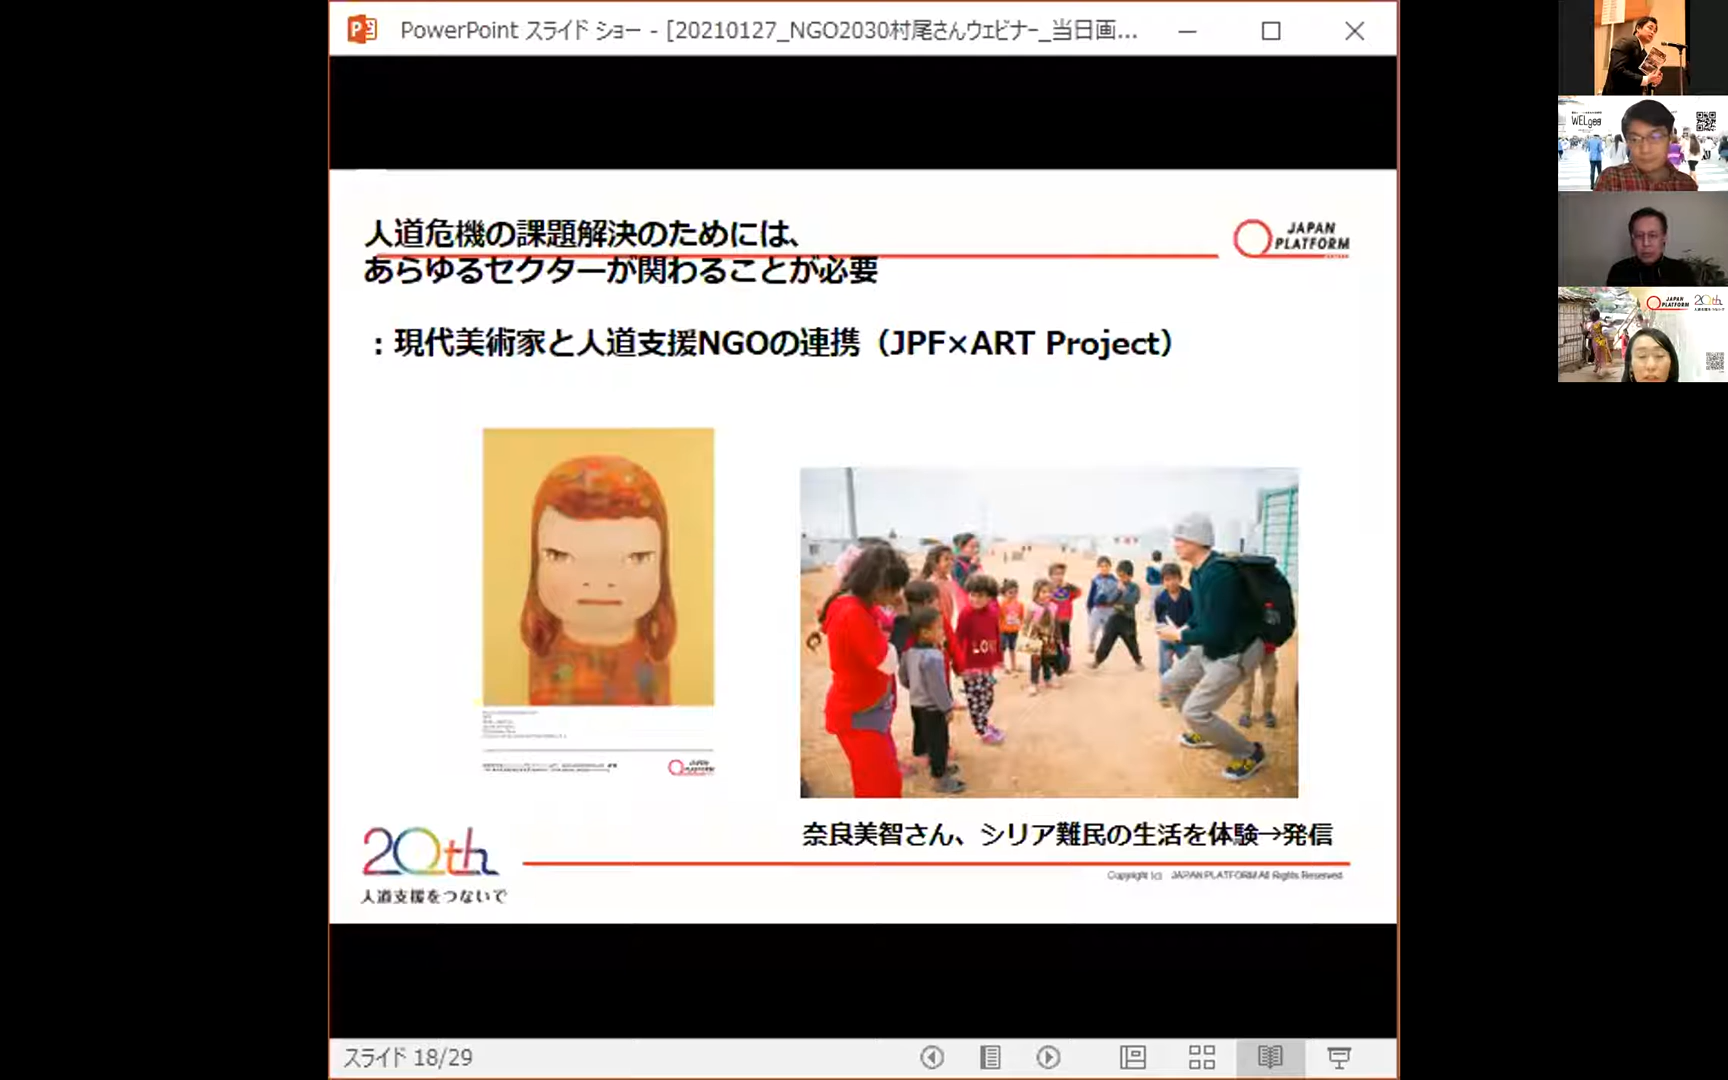 PowerPoint スライド ショー - [20210127_NGO2030村尾さんウェビナー_当日画...
人道危機の課題解決のためには、
あらゆるセクターが関わることが必要
JAPAN
PLATFORM
：現代美術家と人道支援NGOの連携（JPF×ART Project）
LOVE
JAPAN
PLATFORM
奈良美智さん、シリア難民の生活を体験→発信
20th
人道支援をつないで
Copyright (c) JAPAN PLATFORM All Rights Reserved.
スライド 18/29
WELgee
JAPAN
PLATFORM
20th